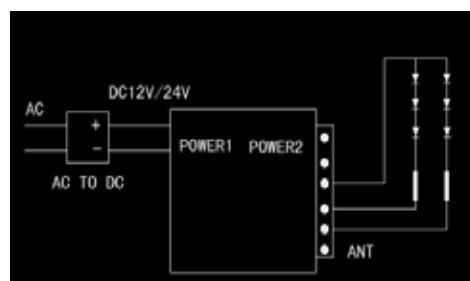 DC12V/24V
AC
+
POWER1 POWER2
−
AC TO DC
ANT